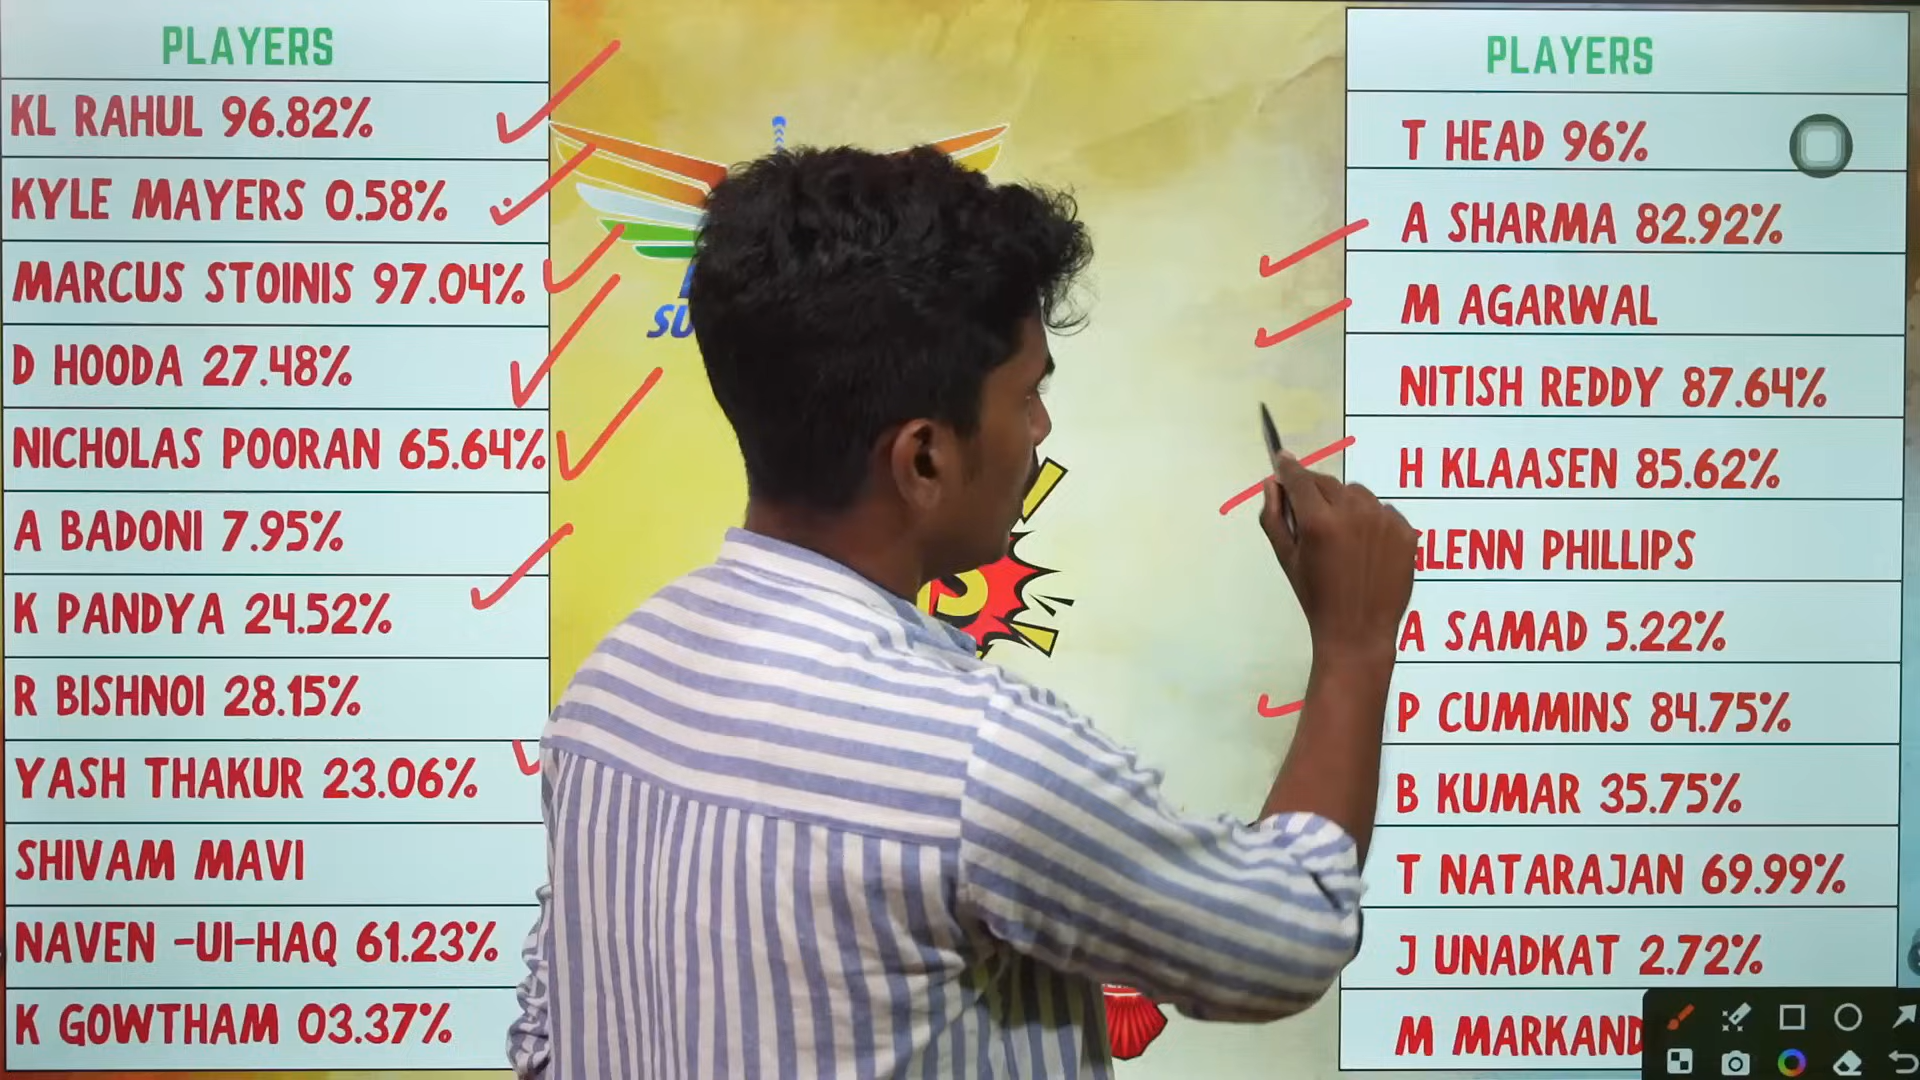 PLAYERS
KL RAHUL 96.82%
KYLE MAYERS 0.58%
MARCUS STOINIS 97.04%
D HOODA 27.48%
NICHOLAS POORAN 65.64%
A BADONI 7.95%
K PANDYA 24.52%
R BISHNOI 28.15%
YASH THAKUR 23.06%
SHIVAM MAVI
NAVEN -UI-HAQ 61.23%
K GOWTHAM 03.37%
SU
PLAYERS
T HEAD 96%
A SHARMA 82.92%
M AGARWAL
NITISH REDDY 87.64%
H KLAASEN 85.62%
GLENN PHILLIPS
A SAMAD 5.22%
P CUMMINS 84.75%
B KUMAR 35.75%
T NATARAJAN 69.99%
J UNADKAT 2.72%
M MARKAND